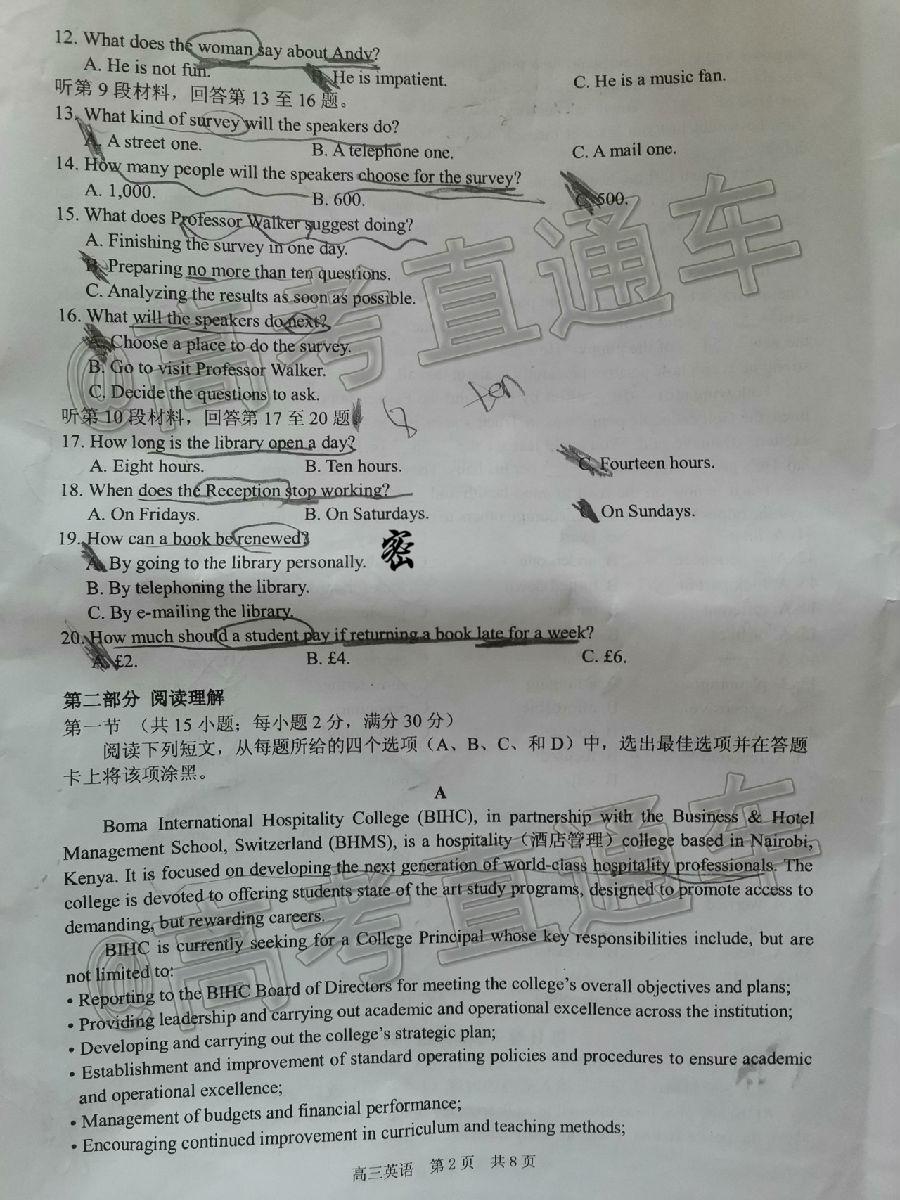 12. What does the woman say about Andy?
A. He is not fun. B. He is impatient. C. He is a music fan.
听第9段材料，回答第13至16题。
13. What kind of survey will the speakers do?
A. A street one. B. A telephone one. C. A mail one.
14. How many people will the speakers choose for the survey?
A. 1,000. B. 600. C. 500.
15. What does Professor Walker suggest doing?
A. Finishing the survey in one day.
B. Preparing no more than ten questions.
C. Analyzing the results as soon as possible.
16. What will the speakers do next?
A. Choose a place to do the survey.
B. Go to visit Professor Walker.
C. Decide the questions to ask.
ten
听第10段材料，回答第17至20题
17. How long is the library open a day?
A. Eight hours. B. Ten hours. C. Fourteen hours.
18. When does the Reception stop working?
A. On Fridays. B. On Saturdays. C. On Sundays.
19. How can a book be renewed?
密
A. By going to the library personally.
B. By telephoning the library.
C. By e-mailing the library.
20. How much should a student pay if returning a book late for a week?
A. £2. B. £4. C. £6.
第二部分 阅读理解
第一节 （共15小题；每小题2分，满分30分）
阅读下列短文，从每题所给的四个选项（A、B、C、和D）中，选出最佳选项并在答题
卡上将该项涂黑。
A
Boma International Hospitality College (BIHC), in partnership with the Business & Hotel
Management School, Switzerland (BHMS), is a hospitality（酒店管理）college based in Nairobi,
Kenya. It is focused on developing the next generation of world-class hospitality professionals. The
college is devoted to offering students state of the art study programs, designed to promote access to
demanding, but rewarding careers.
BIHC is currently seeking for a College Principal whose key responsibilities include, but are
not limited to:
• Reporting to the BIHC Board of Directors for meeting the college's overall objectives and plans;
• Providing leadership and carrying out academic and operational excellence across the institution;
• Developing and carrying out the college's strategic plan;
• Establishment and improvement of standard operating policies and procedures to ensure academic
and operational excellence;
• Management of budgets and financial performance;
• Encouraging continued improvement in curriculum and teaching methods;
高三英语 第2页 共8页
@高考直通车
@高考直通车